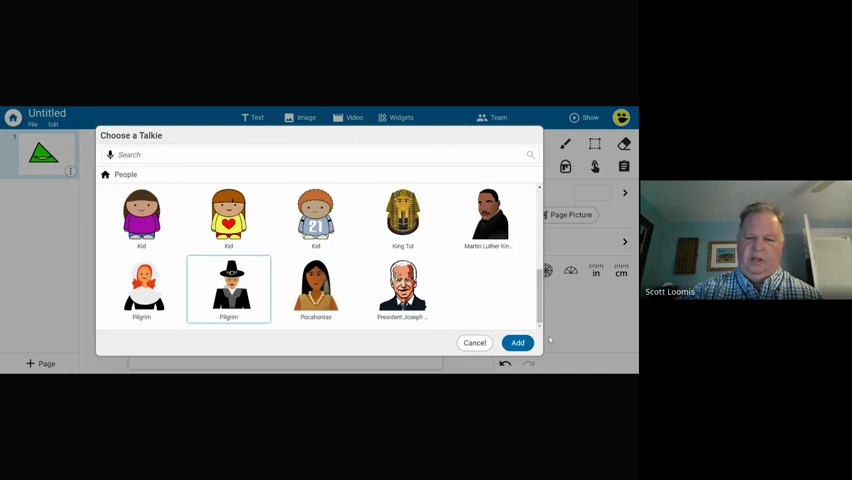 Untitled
File Edit
Text Image Video Widgets Team Show
1
Choose a Talkie
Search
People
Kid Kid Kid King Tut Martin Luther Kin...
Page Picture
21
in cm
Pilgrim Pilgrim Pocahontas President Joseph ...
Cancel Add
Page
Scott Loomis